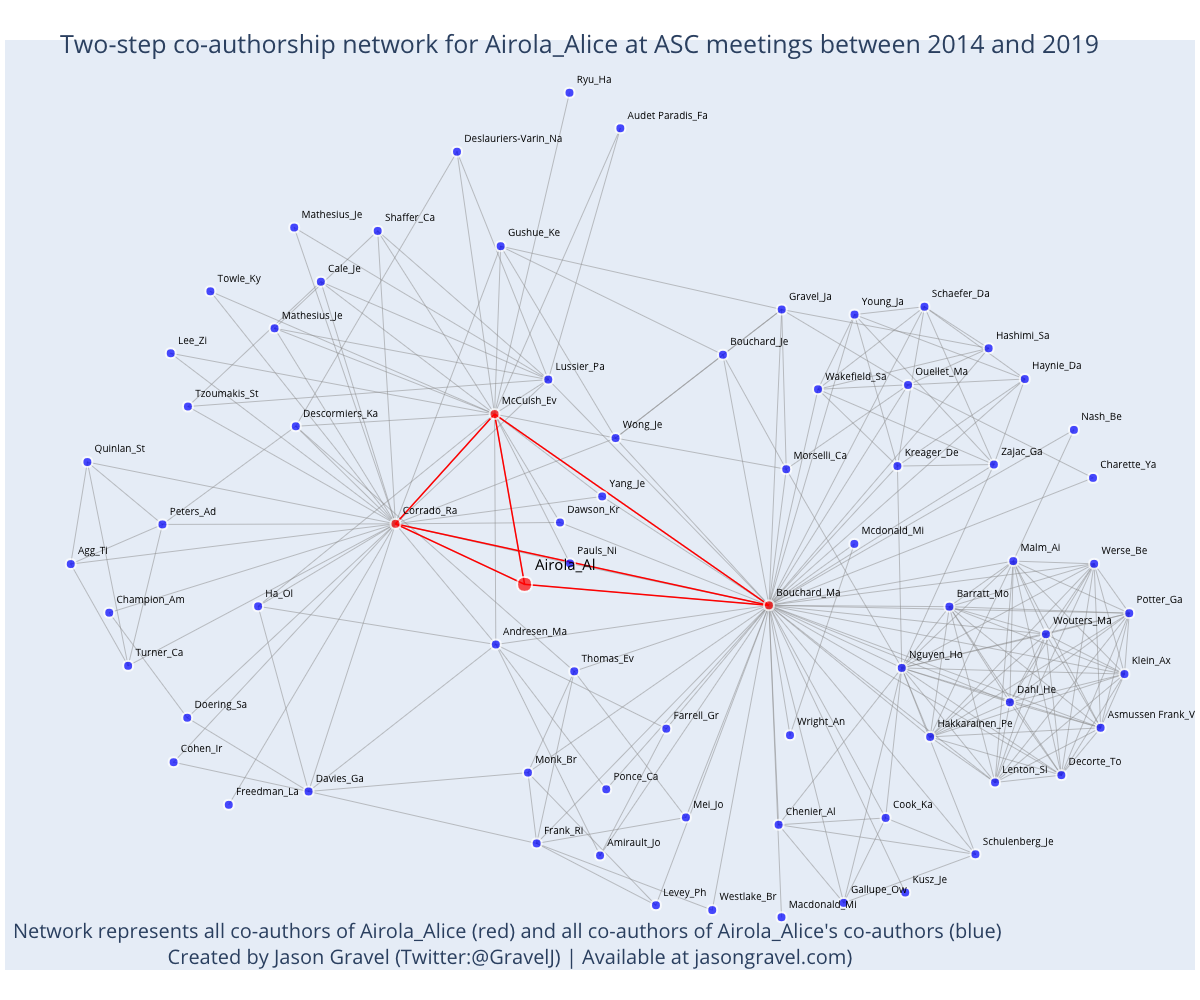 Two-step co-authorship network for Airola_Alice at ASC meetings between 2014 and 2019
Ryu_Ha
Audet Paradis_Fa
Deslauriers-Varin_Na
Mathesius_Je
Shaffer_Ca
Gushue_Ke
Cale_Je
Towle_Ky
Gravel_Ja
Young_Ja
Schaefer_Da
Mathesius_Je
Hashimi_Sa
Lee_Zi
Bouchard_Je
Lussier_Pa
Haynie_Da
Ouellet_Ma
Wakefield_Sa
Tzoumakis_St
McCuish_Ev
Descormiers_Ka
Nash_Be
Wong_Je
Quinlan_St
Kreager_De
Zajac_Ga
Morselli_Ca
Charette_Ya
Yang_Je
Peters_Ad
Corrado_Ra
Dawson_Kr
Mcdonald_Mi
Agg_Ti
Pauls_Ni
Malm_Ai
Werse_Be
Airola_Al
Ha_Ol
Bouchard_Ma
Barratt_Mo
Champion_Am
Potter_Ga
Wouters_Ma
Andresen_Ma
Turner_Ca
Nguyen_Ho
Thomas_Ev
Klein_Ax
Dahl_He
Doering_Sa
Farrell_Gr
Asmussen Frank_V
Wright_An
Hakkarainen_Pe
Cohen_Ir
Monk_Br
Decorte_To
Lenton_Si
Davies_Ga
Ponce_Ca
Freedman_La
Mei_Jo
Cook_Ka
Chenier_Al
Frank_Ri
Amirault_Jo
Schulenberg_Je
Kusz_Je
Levey_Ph
Westlake_Br
Gallupe_Ow
Macdonald_Mi
Network represents all co-authors of Airola_Alice (red) and all co-authors of Airola_Alice's co-authors (blue)
Created by Jason Gravel (Twitter:@GravelJ) | Available at jasongravel.com)